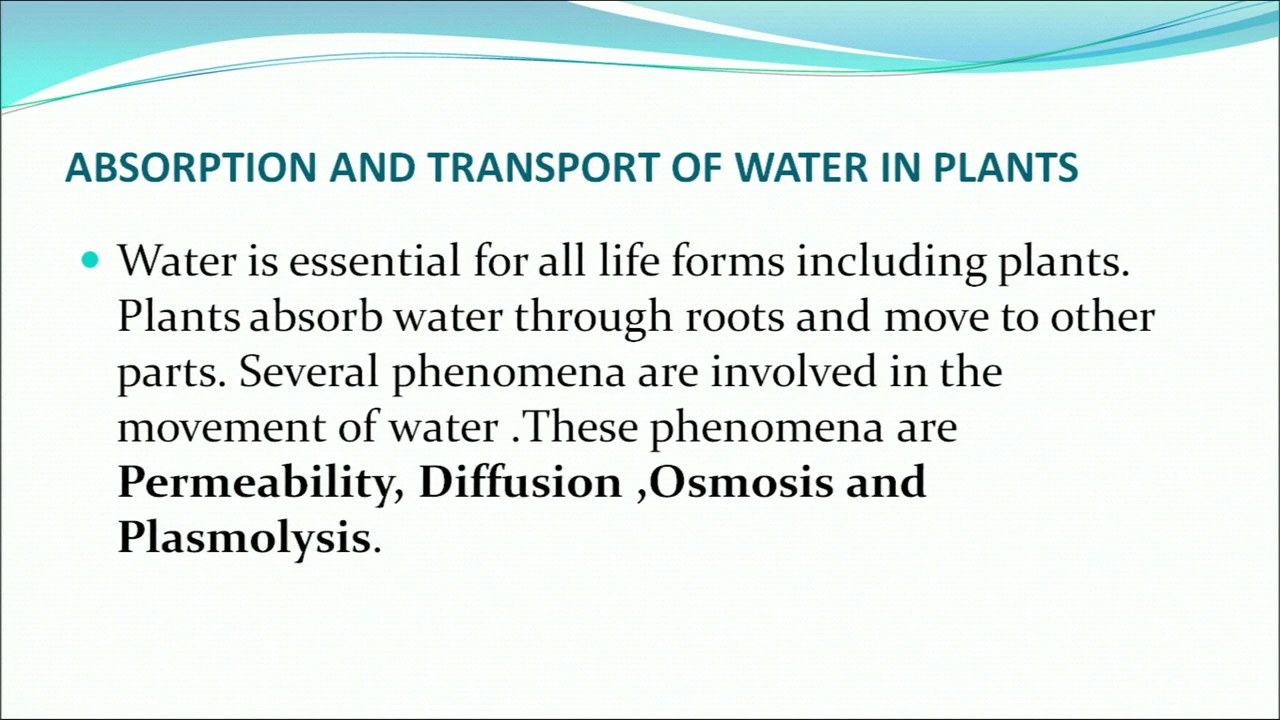 ABSORPTION AND TRANSPORT OF WATER IN PLANTS
• Water is essential for all life forms including plants.
Plants absorb water through roots and move to other
parts. Several phenomena are involved in the
movement of water .These phenomena are
Permeability, Diffusion ,Osmosis and
Plasmolysis.